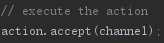 // execute the action
action.accept(channel);